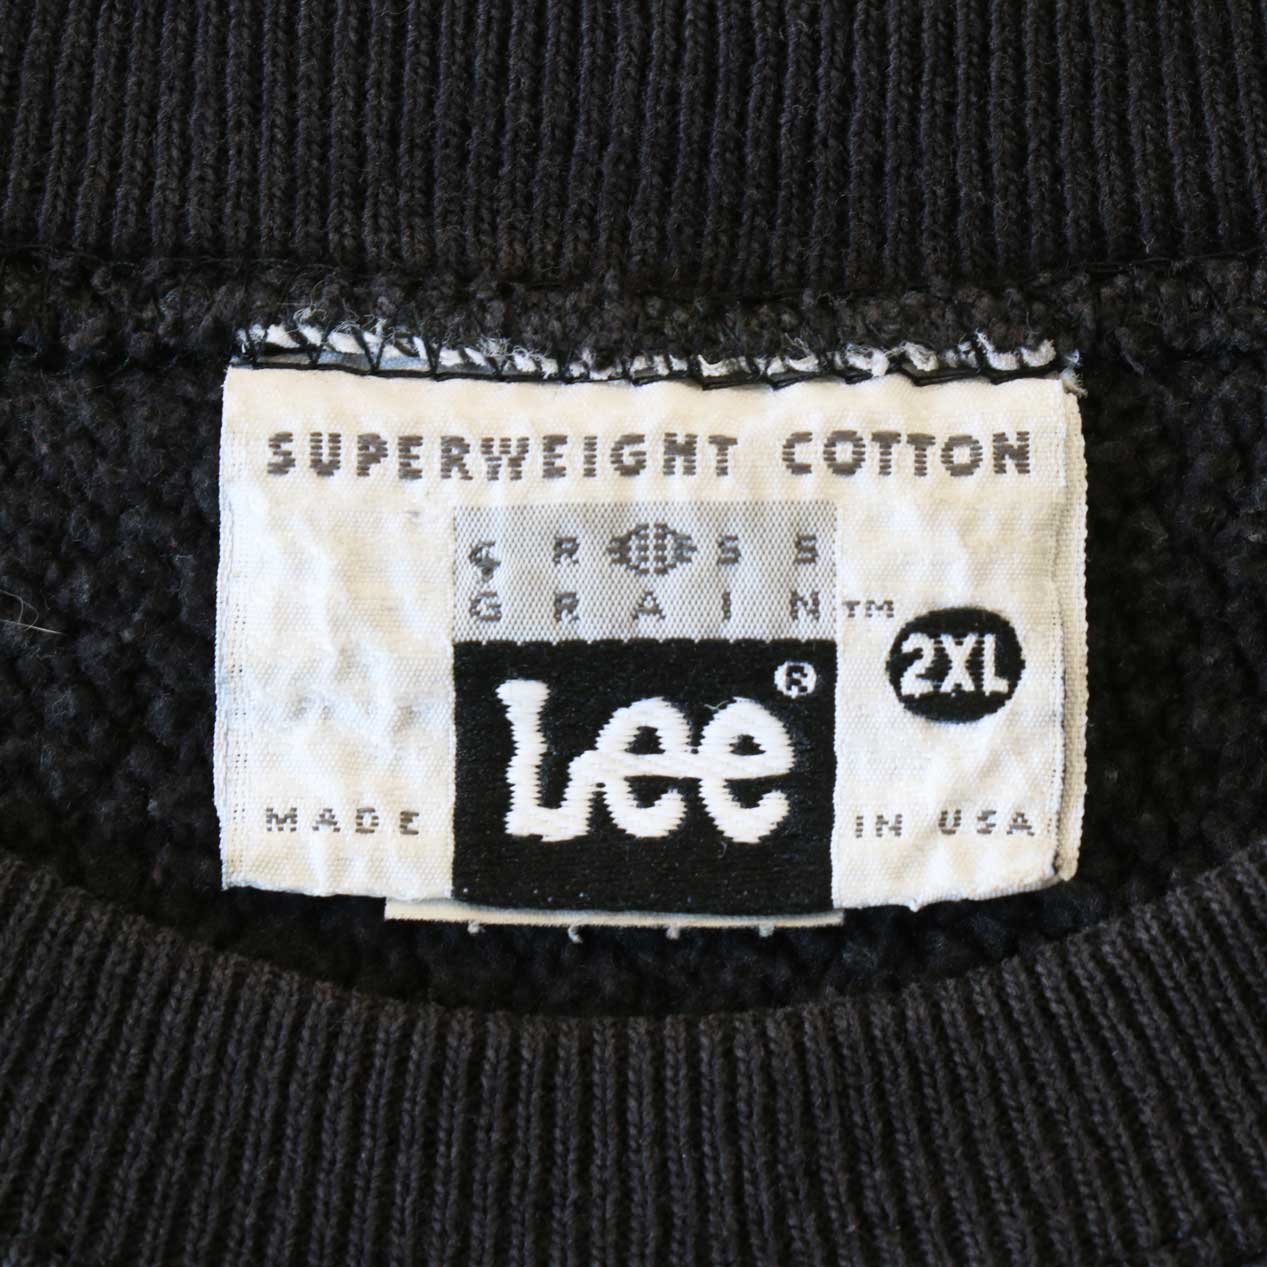 SUPERWEIGHT COTTON
CROSS
GRAIN™
2XL
Lee®
MADE IN USA